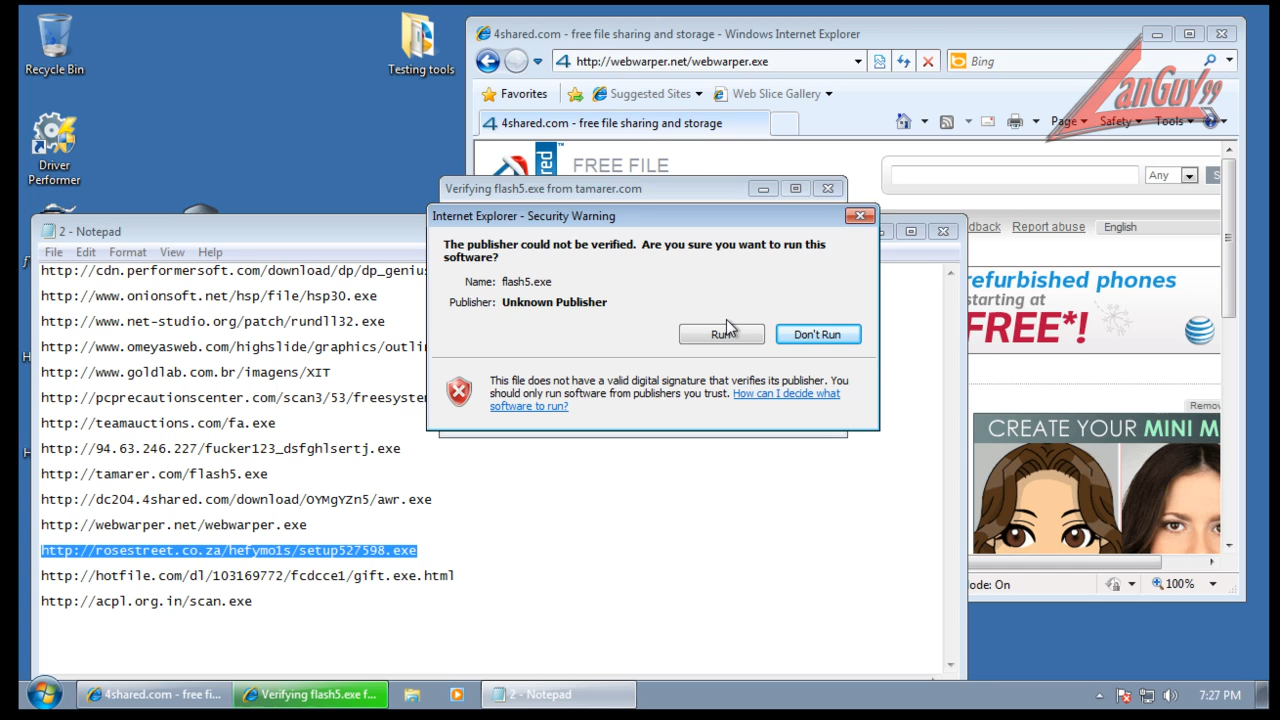 Recycle Bin
Testing tools
Driver
Performer
4shared.com - free file sharing and storage - Windows Internet Explorer
http://webwarper.net/webwarper.exe
Bing
Favorites
Suggested Sites
Web Slice Gallery
4shared.com - free file sharing and storage
Page
Safety
Tools
LanGuy99
FREE FILE
Any
Report abuse
English
refurbished phones
starting at
FREE*!
at&t
CREATE YOUR MINI M
Verifying flash5.exe from tamarer.com
Internet Explorer - Security Warning
The publisher could not be verified. Are you sure you want to run this
software?
Name: flash5.exe
Publisher: Unknown Publisher
Run
Don't Run
This file does not have a valid digital signature that verifies its publisher. You
should only run software from publishers you trust. How can I decide what
software to run?
2 - Notepad
File Edit Format View Help
http://cdn.performersoft.com/download/dp/dp_genius
http://www.onionsoft.net/hsp/file/hsp30.exe
http://www.net-studio.org/patch/rundll32.exe
http://www.omeyasweb.com/highslide/graphics/outlin
http://www.goldlab.com.br/imagens/XIT
http://pcprecautioncenter.com/scan3/53/freesystem
http://teamauctions.com/fa.exe
http://94.63.246.227/fucker123_dsfghlsertj.exe
http://tamarer.com/flash5.exe
http://dc204.4shared.com/download/OYMgYZn5/awr.exe
http://webwarper.net/webwarper.exe
http://rosestreet.co.za/hefymo1s/setup527598.exe
http://hotfile.com/dl/103169772/fcdcce1/gift.exe.html
http://acpl.org.in/scan.exe
ode: On
100%
4shared.com - free fi...
Verifying flash5.exe f...
2 - Notepad
7:27 PM